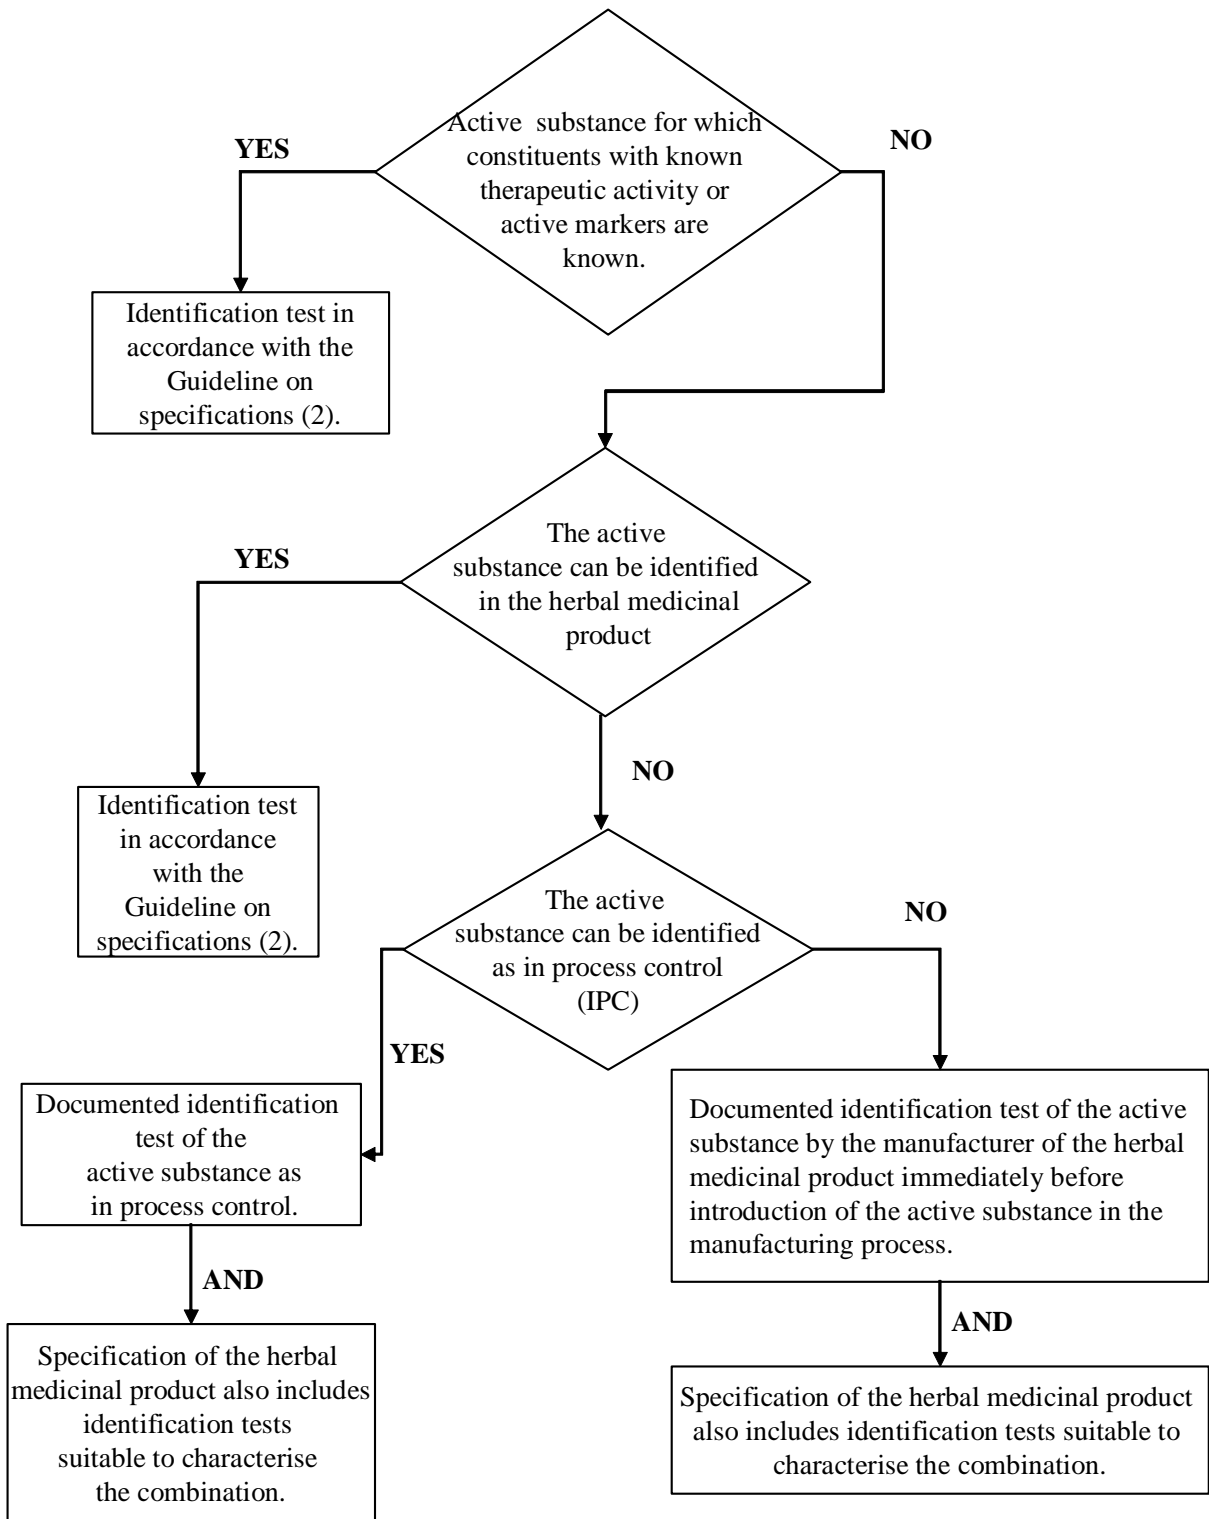 Active substance for which
constituents with known
therapeutic activity or
active markers are
known.
YES
NO
Identification test in
accordance with the
Guideline on
specifications (2).
The active
substance can be identified
in the herbal medicinal
product
YES
NO
Identification test
in accordance
with the
Guideline on
specifications (2).
The active
substance can be identified
as in process control
(IPC)
NO
YES
Documented identification
test of the
active substance as
in process control.
Documented identification test of the active
substance by the manufacturer of the herbal
medicinal product immediately before
introduction of the active substance in the
manufacturing process.
AND
AND
Specification of the herbal
medicinal product also includes
identification tests
suitable to characterise
the combination.
Specification of the herbal medicinal product
also includes identification tests suitable to
characterise the combination.